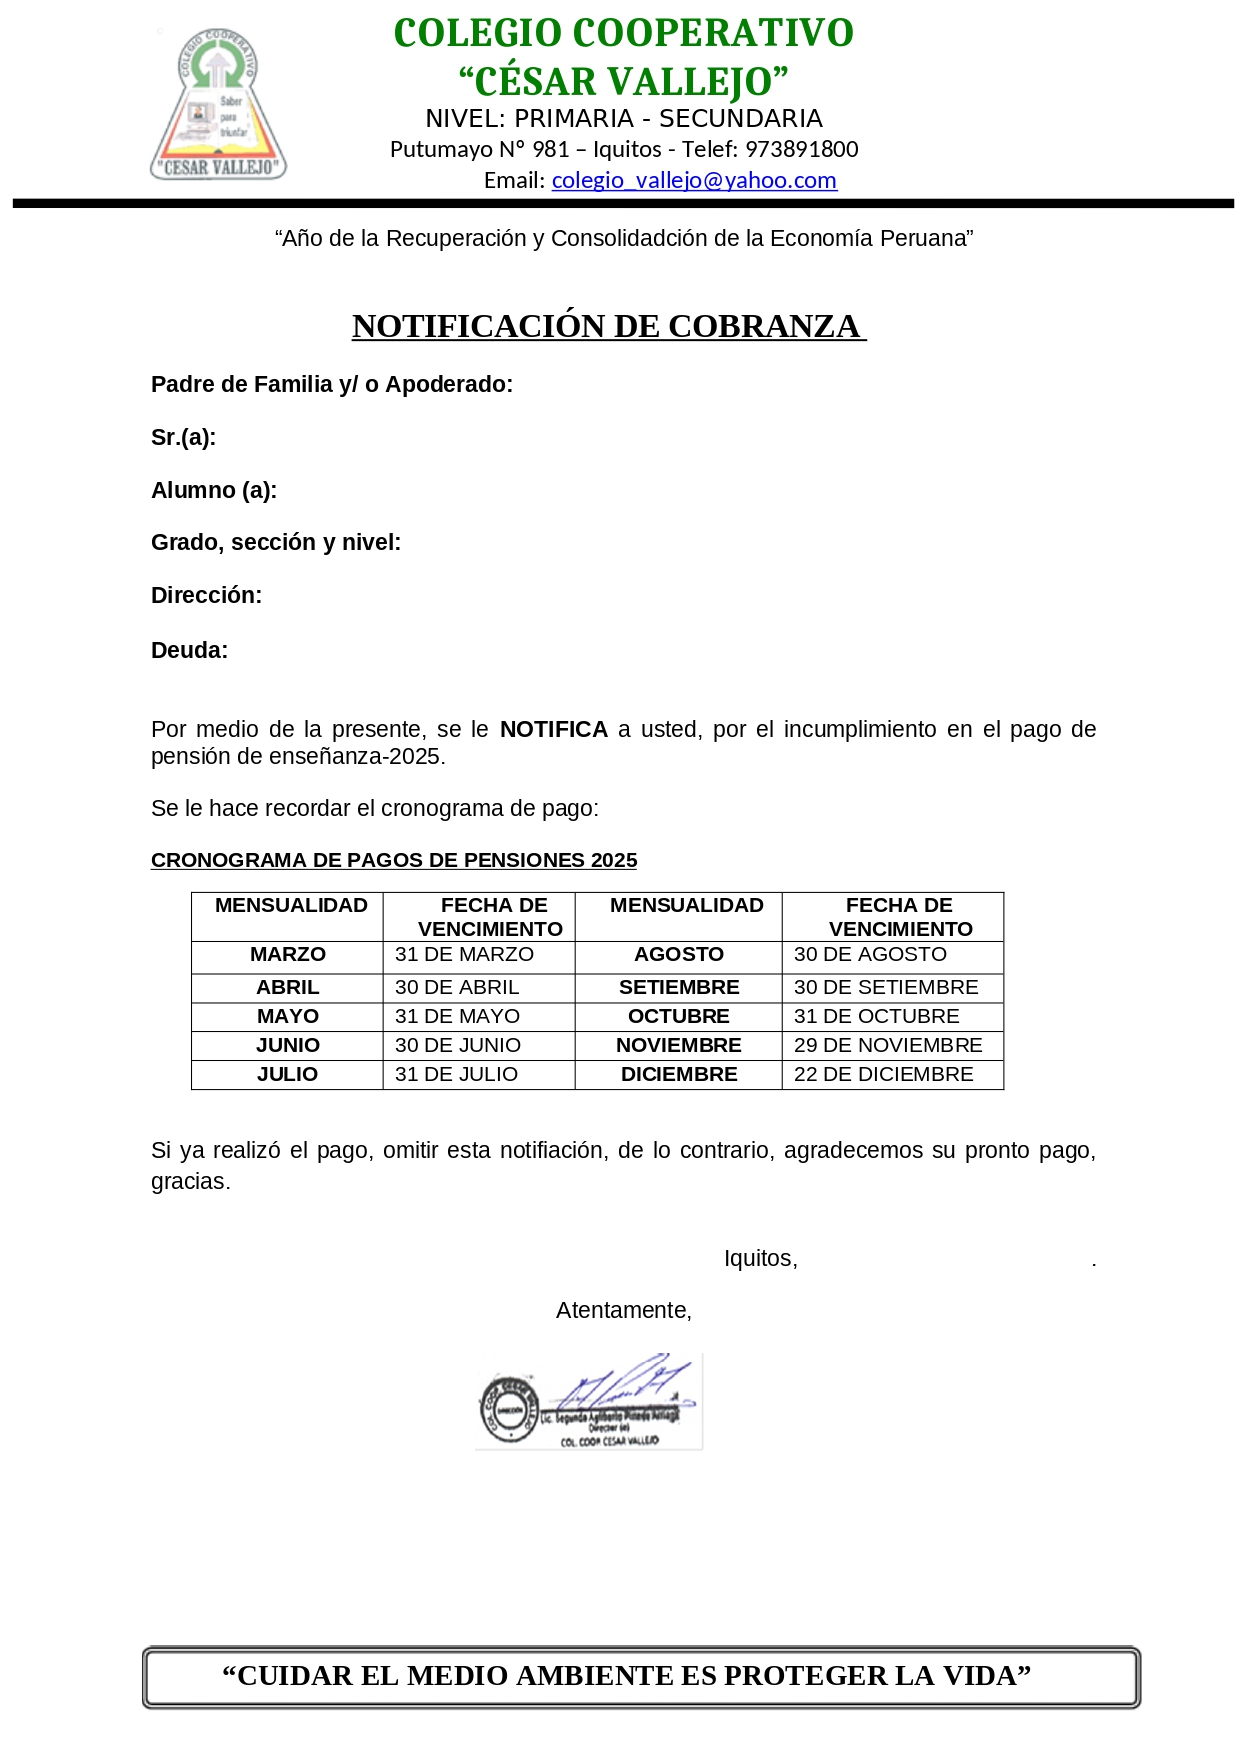 COLEGIO COOPERATIVO
"CESAR VALLEJO"
Saber
para
triunfar
COLEGIO COOPERATIVO
“CÉSAR VALLEJO”
NIVEL: PRIMARIA - SECUNDARIA
Putumayo Nº 981 – Iquitos - Telef: 973891800
Email: colegio_vallejo@yahoo.com
“Año de la Recuperación y Consolidadción de la Economía Peruana”
NOTIFICACIÓN DE COBRANZA
Padre de Familia y/ o Apoderado:
Sr.(a):
Alumno (a):
Grado, sección y nivel:
Dirección:
Deuda:
Por medio de la presente, se le NOTIFICA a usted, por el incumplimiento en el pago de
pensión de enseñanza-2025.
Se le hace recordar el cronograma de pago:
CRONOGRAMA DE PAGOS DE PENSIONES 2025
MENSUALIDAD FECHA DE VENCIMIENTO MENSUALIDAD FECHA DE VENCIMIENTO
MARZO 31 DE MARZO AGOSTO 30 DE AGOSTO
ABRIL 30 DE ABRIL SETIEMBRE 30 DE SETIEMBRE
MAYO 31 DE MAYO OCTUBRE 31 DE OCTUBRE
JUNIO 30 DE JUNIO NOVIEMBRE 29 DE NOVIEMBRE
JULIO 31 DE JULIO DICIEMBRE 22 DE DICIEMBRE
Si ya realizó el pago, omitir esta notifiación, de lo contrario, agradecemos su pronto pago,
gracias.
Iquitos, .
Atentamente,
COL. COOP. CESAR VALLEJO
DIRECCIÓN
Lic. Segundo Pinedo
Director (e)
COL. COOP. CESAR VALLEJO
“CUIDAR EL MEDIO AMBIENTE ES PROTEGER LA VIDA”